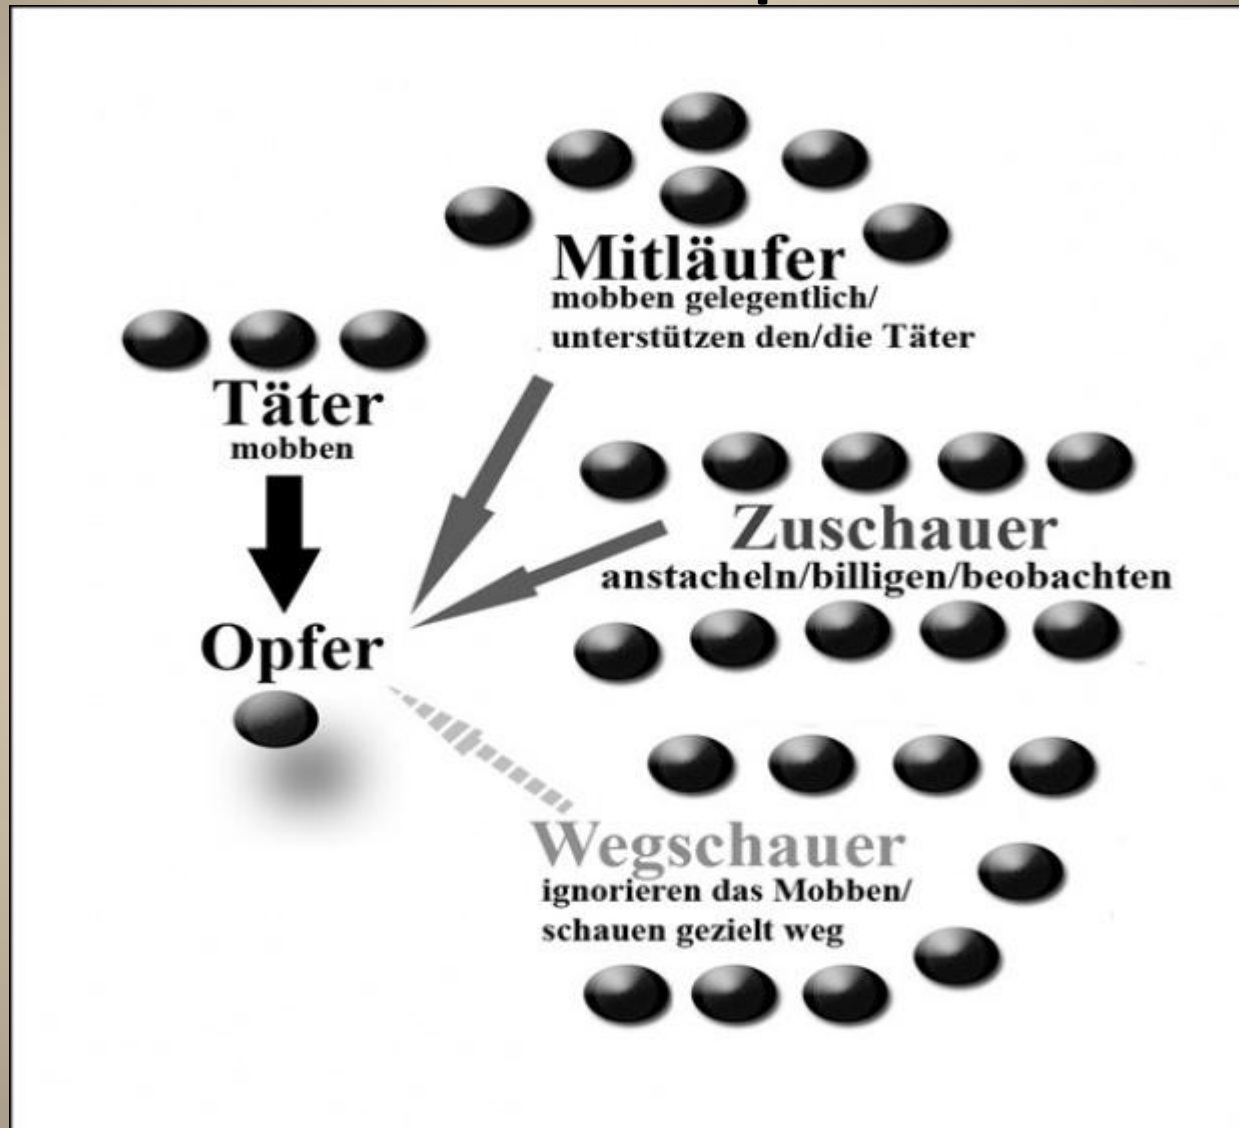 Mitläufer
mobben gelegentlich/
unterstützen den/die Täter
Täter
mobben
Zuschauer
anstacheln/billigen/beobachten
Opfer
Wegschauer
ignorieren das Mobben/
schauen gezielt weg